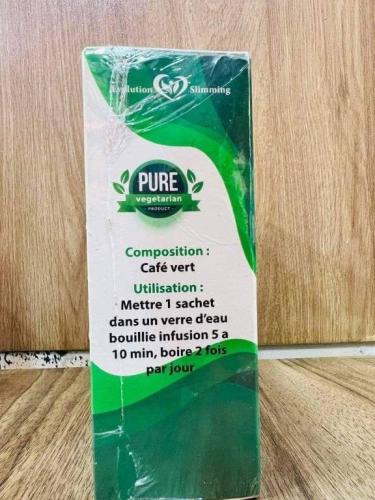 Evolution Slimming
PURE
vegetarian
PRODUCT
Composition :
Café vert
Utilisation :
Mettre 1 sachet
dans un verre d'eau
bouillie infusion 5 a
10 min, boire 2 fois
par jour